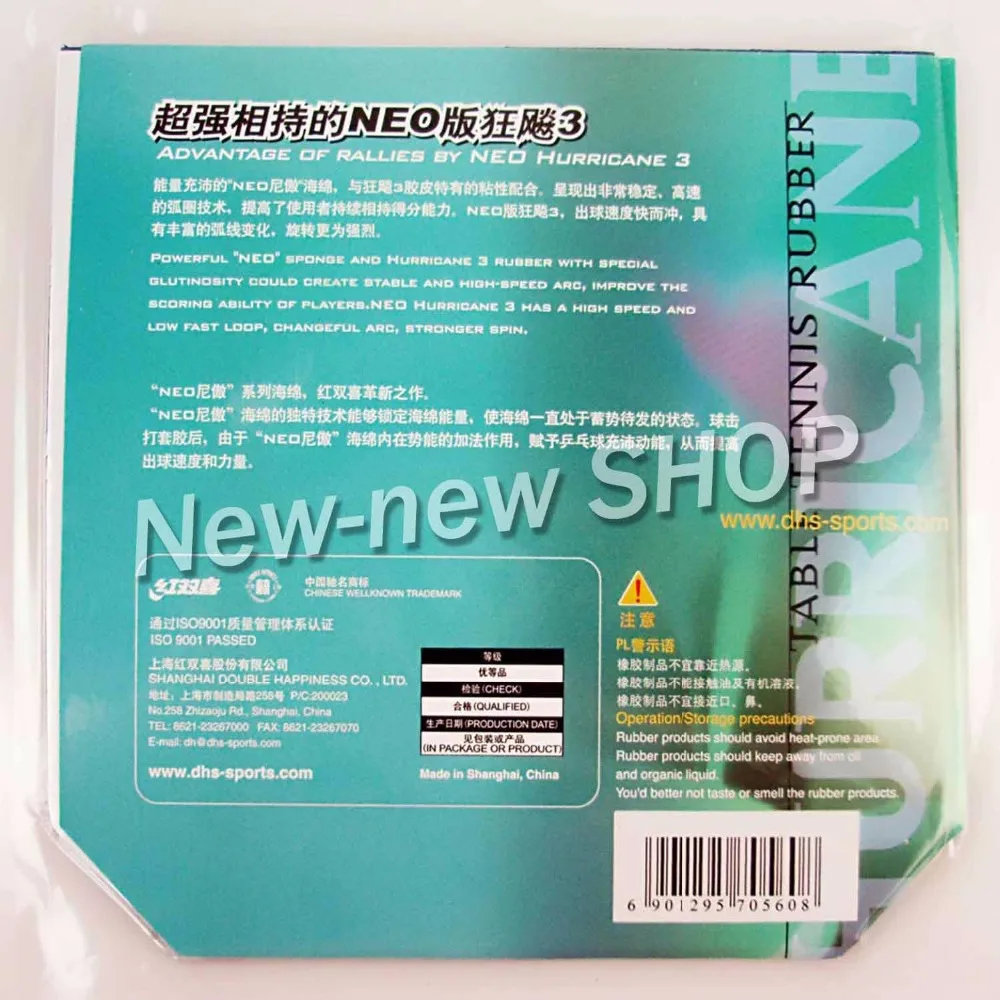 超强相持的NEO版狂飚3
ADVANTAGE OF RALLIES BY NEO HURRICANE 3
能量充沛的"NEO尼傲"海绵，与狂飚3胶皮特有的粘性配合。呈现出非常稳定、高速
的弧圈技术，提高了使用者持续相持得分能力。NEO版狂飚3，出球速度快而冲，具
有丰富的弧线变化，旋转更为强烈。
POWERFUL "NEO" SPONGE AND HURRICANE 3 RUBBER WITH SPECIAL
GLUTINOSITY COULD CREATE STABLE AND HIGH-SPEED ARC, IMPROVE THE
SCORING ABILITY OF PLAYERS.NEO HURRICANE 3 HAS A HIGH SPEED AND
LOW FAST LOOP, CHANGEFUL ARC, STRONGER SPIN.
"NEO尼傲"系列海绵，红双喜革新之作。
"NEO尼傲"海绵的独特技术能够锁定海绵能量，使海绵一直处于蓄势待发的状态。球击
打套胶后，由于"NEO尼傲"海绵内在势能的加法作用，赋予乒乓球充沛动能，从而提高
出球速度和力量。
New-new SHOP
www.dhs-sports.com
TABLE TENNIS RUBBER
HURRICANE
红双喜
中国驰名商标
CHINESE WELLKNOWN TRADEMARK
通过ISO9001质量管理体系认证
ISO 9001 PASSED
上海红双喜股份有限公司
SHANGHAI DOUBLE HAPPINESS CO., LTD.
地址：上海市制造局路258号 P/C:200023
No.258 Zhizaoju Rd., Shanghai, China
TEL: 8621-23267000 FAX: 8621-23267070
E-mail: dh@dhs-sports.com
www.dhs-sports.com
等级
优等品
检验(CHECK)
合格(QUALIFIED)
生产日期(PRODUCTION DATE)
见包装或产品
(IN PACKAGE OR PRODUCT)
Made in Shanghai, China
注意
PL警示语
橡胶制品不宜靠近热源。
橡胶制品不能接触油及有机溶液。
橡胶制品不宜接近口、鼻。
Operation/Storage precautions
Rubber products should avoid heat-prone area.
Rubber products should keep away from oil
and organic liquid.
You'd better not taste or smell the rubber products.
6 901295 705608